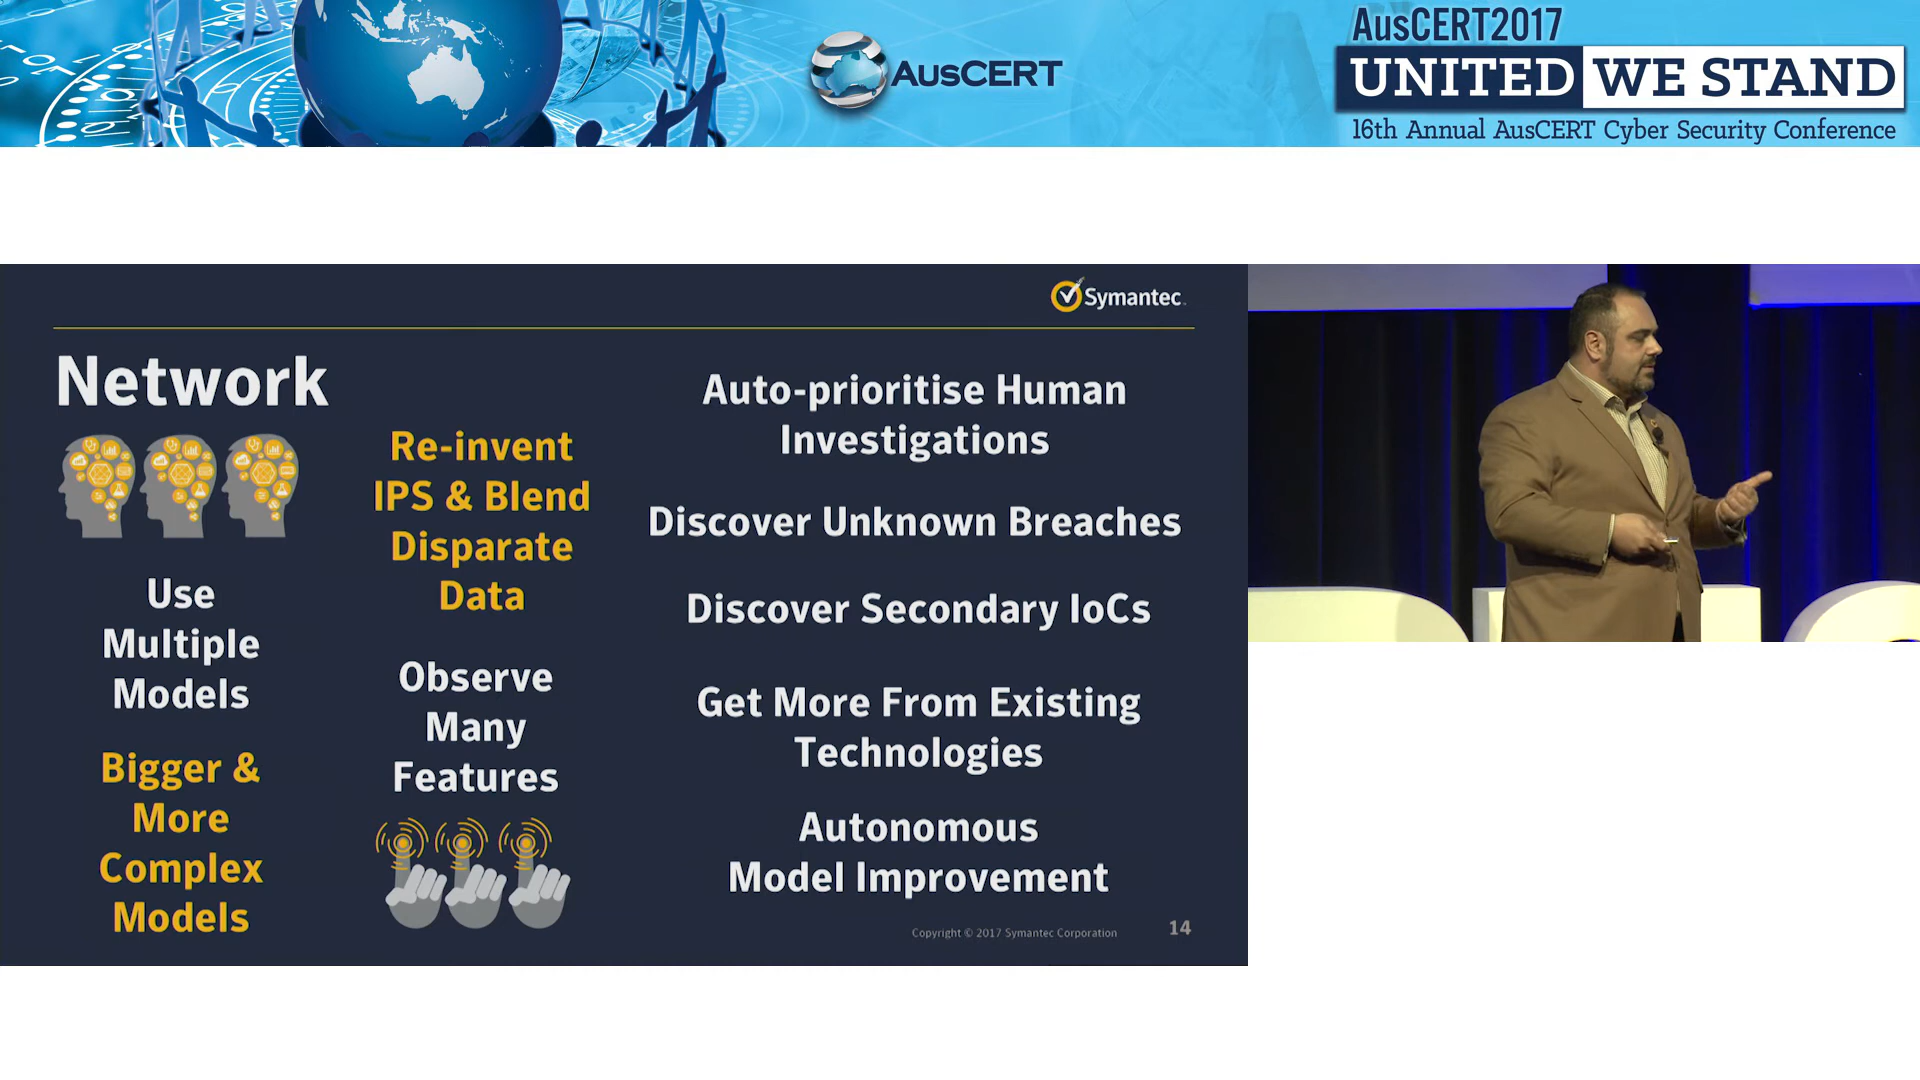 AusCERT
AusCERT2017
UNITED WE STAND
16th Annual AusCERT Cyber Security Conference
Symantec
Network
Use
Multiple
Models
Bigger &
More
Complex
Models
Re-invent
IPS & Blend
Disparate
Data
Observe
Many
Features
Auto-prioritise Human
Investigations
Discover Unknown Breaches
Discover Secondary IoCs
Get More From Existing
Technologies
Autonomous
Model Improvement
Copyright © 2017 Symantec Corporation
14